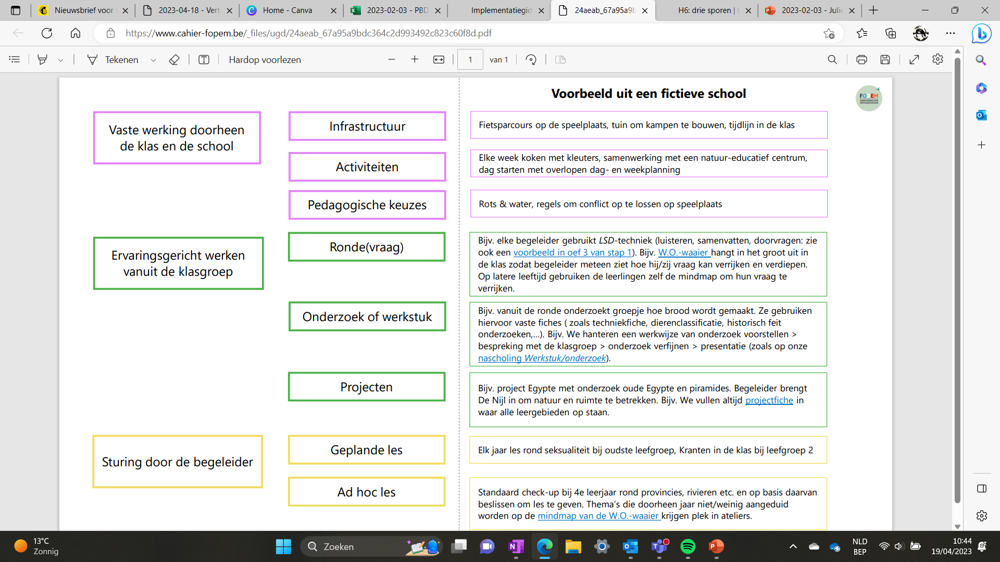 Nieuwsbrief voor
2023-04-18 - Vert
Home - Canva
2023-02-03 - PBD
Implementatiegid
24aeab_67a95a9b
H6: drie sporen |
2023-02-03 - Julie
https://www.cahier-fopem.be/_files/ugd/24aeab_67a95a9bdc364c2d993492c823c60f8d.pdf
Tekenen
Hardop voorlezen
1
van 1
Voorbeeld uit een fictieve school
FOPEM
Vaste werking doorheen
de klas en de school
Infrastructuur
Fietsparcours op de speelplaats, tuin om kampen te bouwen, tijdlijn in de klas
Activiteiten
Elke week koken met kleuters, samenwerking met een natuur-educatief centrum,
dag starten met overlopen dag- en weekplanning
Pedagogische keuzes
Rots & water, regels om conflict op te lossen op speelplaats
Ervaringsgericht werken
vanuit de klasgroep
Ronde(vraag)
Bijv. elke begeleider gebruikt LSD-techniek (luisteren, samenvatten, doorvragen: zie
ook een voorbeeld in oef 3 van stap 1). Bijv. W.O.-waaier hangt in het groot uit in
de klas zodat begeleider meteen ziet hoe hij/zij vraag kan verrijken en verdiepen.
Op latere leeftijd gebruiken de leerlingen zelf de mindmap om hun vraag te
verrijken.
Onderzoek of werkstuk
Bijv. vanuit de ronde onderzoekt groepje hoe brood wordt gemaakt. Ze gebruiken
hiervoor vaste fiches ( zoals techniekfiche, dierenclassificatie, historisch feit
onderzoeken,...). Bijv. We hanteren een werkwijze van onderzoek voorstellen >
bespreking met de klasgroep > onderzoek verfijnen > presentatie (zoals op onze
nascholing Werkstuk/onderzoek).
Projecten
Bijv. project Egypte met onderzoek oude Egypte en piramides. Begeleider brengt
De Nijl in om natuur en ruimte te betrekken. Bijv. We vullen altijd projectfiche in
waar alle leergebieden op staan.
Sturing door de begeleider
Geplande les
Elk jaar les rond seksualiteit bij oudste leefgroep, Kranten in de klas bij leefgroep 2
Ad hoc les
Standaard check-up bij 4e leerjaar rond provincies, rivieren etc. en op basis daarvan
beslissen om les te geven. Thema's die doorheen jaar niet/weinig aangeduid
worden op de mindmap van de W.O.-waaier krijgen plek in ateliers.
13°C
Zonnig
Zoeken
NLD
BEP
10:44
19/04/2023